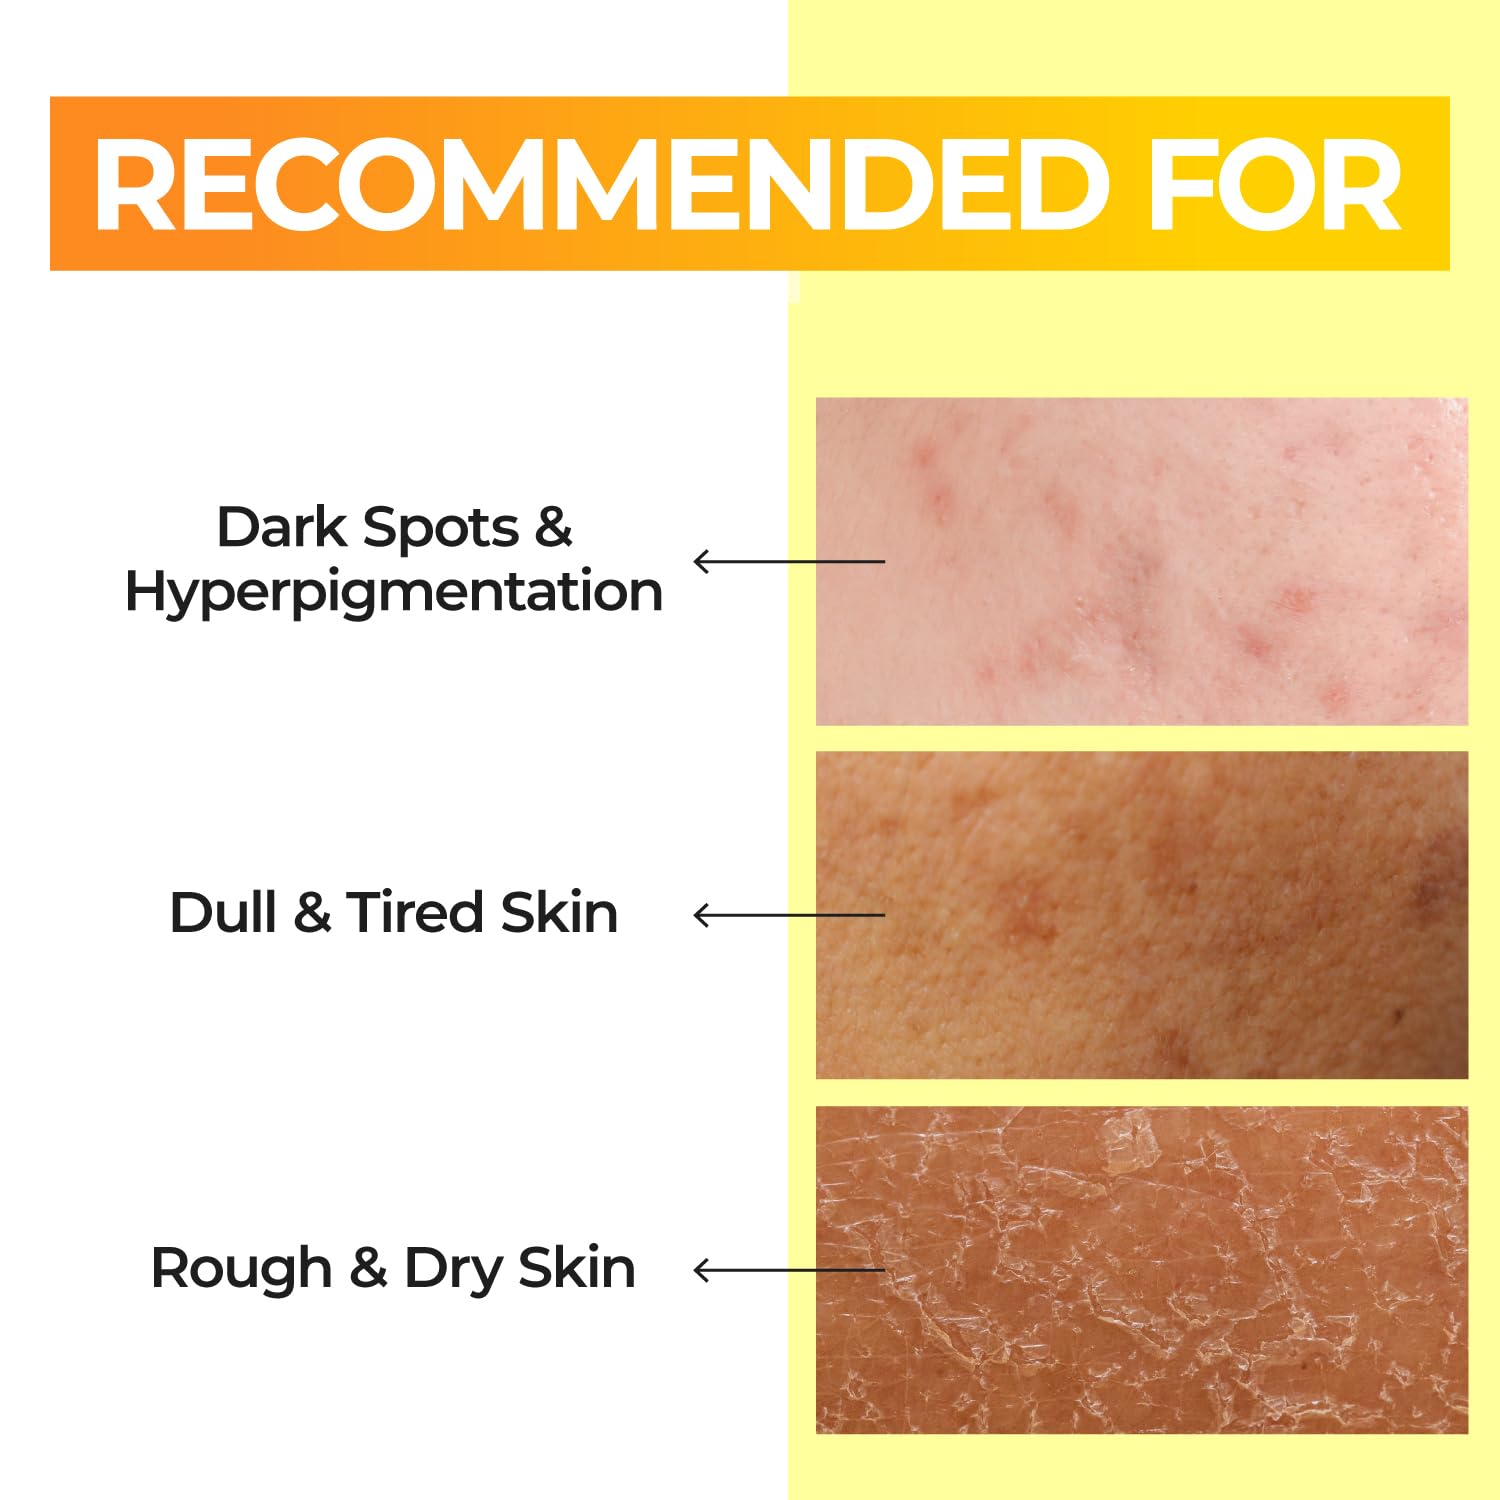 RECOMMENDED FOR
Dark Spots &
Hyperpigmentation
Dull & Tired Skin
Rough & Dry Skin